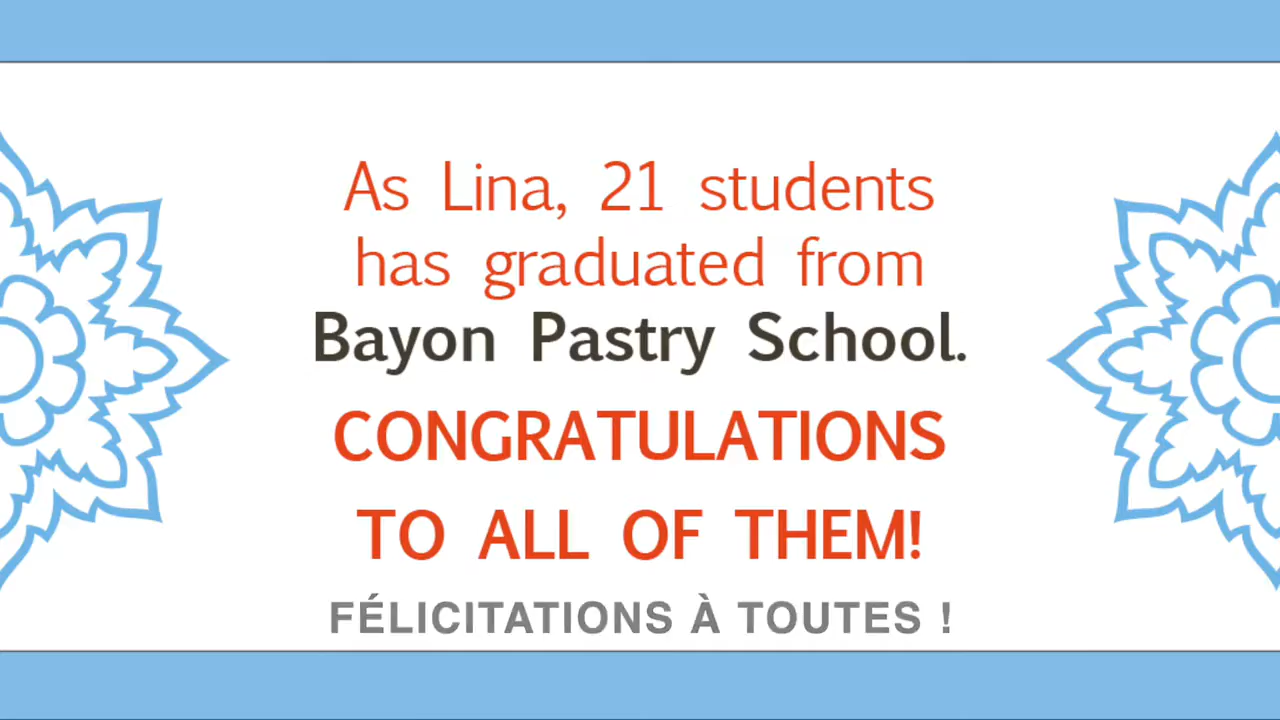 As Lina, 21 students
has graduated from
Bayon Pastry School.
CONGRATULATIONS
TO ALL OF THEM!
FÉLICITATIONS À TOUTES !